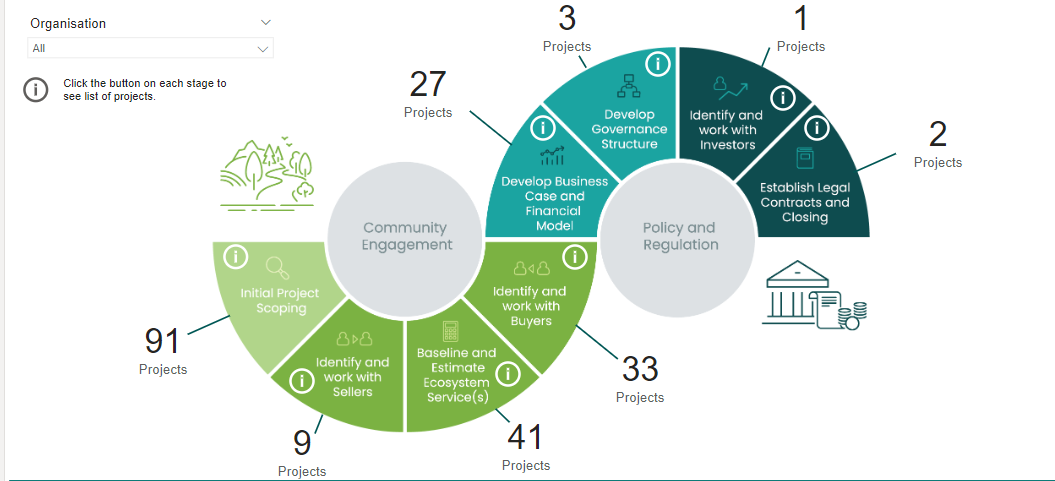 Organisation
All
Click the button on each stage to
see list of projects.
3
Projects
1
Projects
27
Projects
2
Projects
Develop
Governance
Structure
Identify and
work with
Investors
Develop Business
Case and
Financial
Model
Establish Legal
Contracts and
Closing
Community
Engagement
Policy and
Regulation
Initial Project
Scoping
Identify and
work with
Sellers
Baseline and
Estimate
Ecosystem
Service(s)
Identify and
work with
Buyers
91
Projects
9
Projects
41
Projects
33
Projects